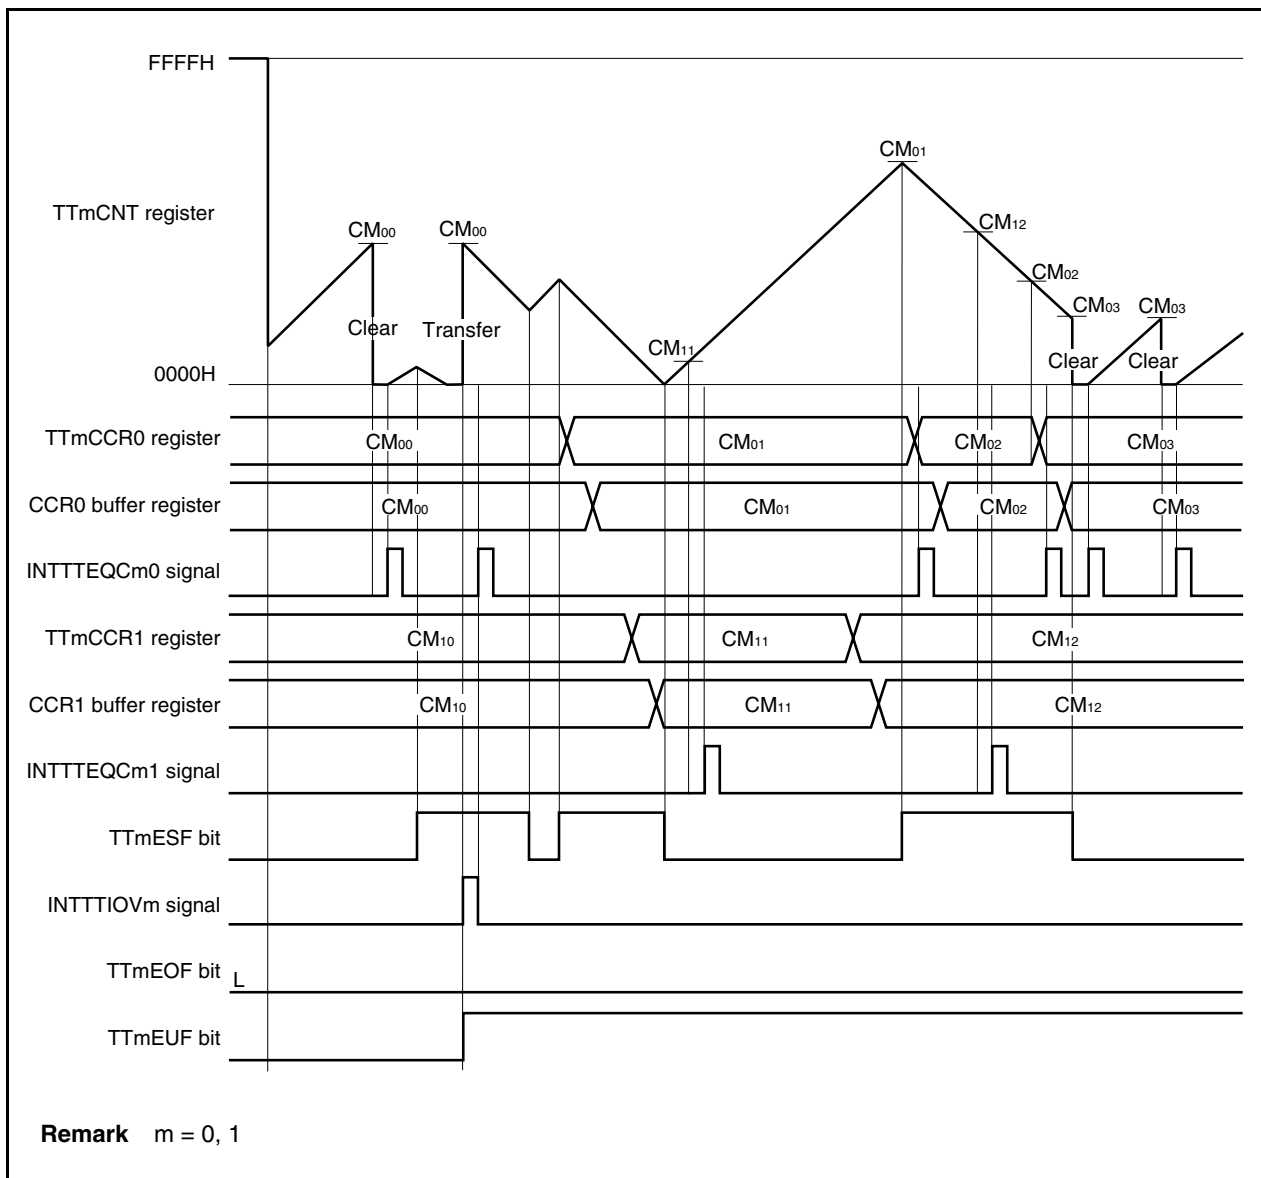 FFFFH
CM01
TTmCNT register
CM00
CM00
CM12
CM02
CM03
CM03
Clear
Transfer
CM11
Clear
Clear
0000H
TTmCCR0 register
CM00
CM01
CM02
CM03
CCR0 buffer register
CM00
CM01
CM02
CM03
INTTTEQCm0 signal
TTmCCR1 register
CM10
CM11
CM12
CCR1 buffer register
CM10
CM11
CM12
INTTTEQCm1 signal
TTmESF bit
INTTTIOVm signal
TTmEOF bit
L
TTmEUF bit
Remark m = 0, 1